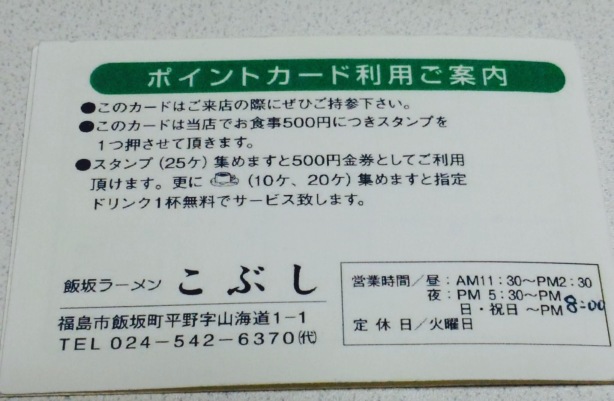 ポイントカード利用ご案内
●このカードはご来店の際にぜひご持参下さい。
●このカードは当店でお食事500円につきスタンプを
1つ押させて頂きます。
●スタンプ(25ケ)集めますと500円金券としてご利用
頂けます。更に (10ケ、20ケ)集めますと指定
ドリンク1杯無料でサービス致します。
飯坂ラーメン こぶし
福島市飯坂町平野字山海道1-1
TEL 024-542-6370(代)
営業時間/昼:AM11:30~PM2:30
夜:PM 5:30~PM
日・祝日 ~PM 8:00
定休日/火曜日